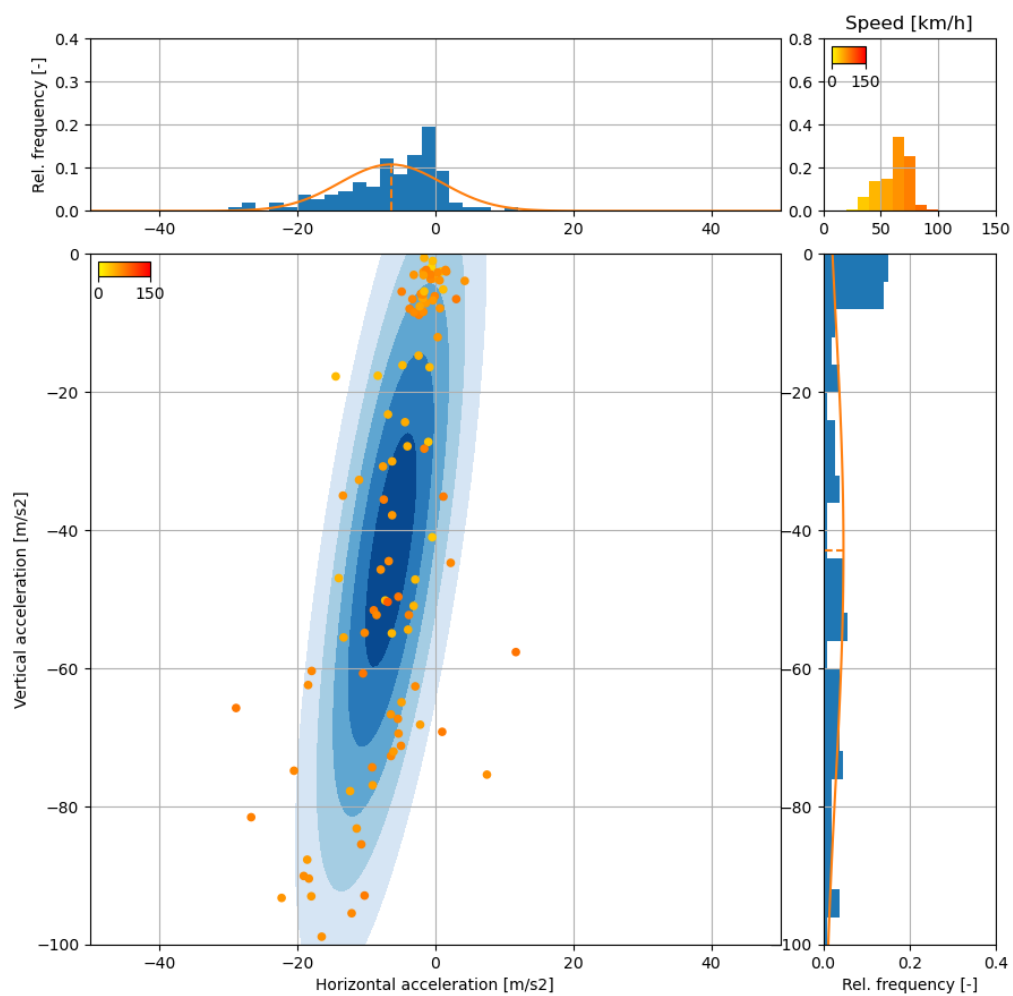 Speed [km/h]
0.4
0.3
0.2
0.1
0.0
Rel. frequency [-]
−40 −20 0 20 40
0.8
0.6
0.4
0.2
0.0
0 150
0 50 100 150
0
−20
−40
−60
−80
−100
Vertical acceleration [m/s2]
0 150
−40 −20 0 20 40
Horizontal acceleration [m/s2]
0
−20
−40
−60
−80
100
0.0 0.2 0.4
Rel. frequency [-]